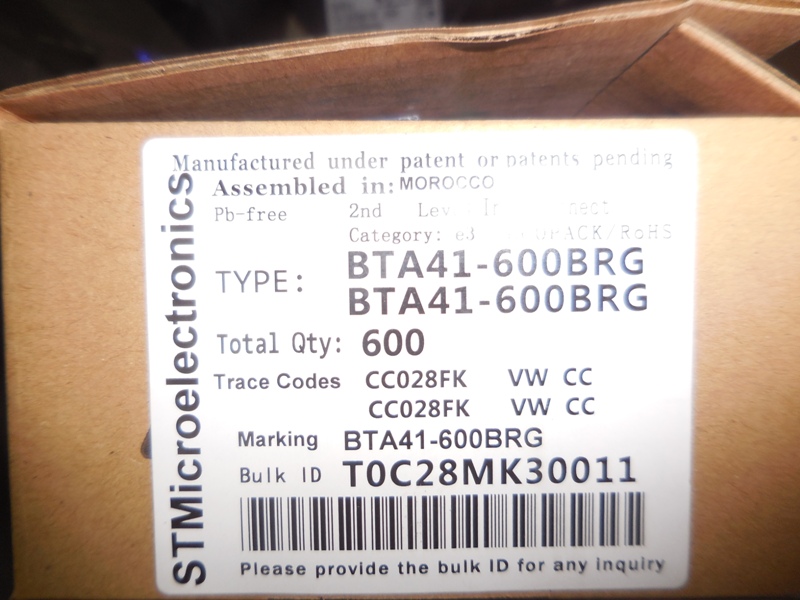 STMicroelectronics
Manufactured under patent or patents pending
Assembled in: MOROCCO
Pb-free 2nd
Category: e3 /RoHS
TYPE: BTA41-600BRG
BTA41-600BRG
Total Qty: 600
Trace Codes CC028FK VW CC
CC028FK VW CC
Marking BTA41-600BRG
Bulk ID T0C28MK30011
Please provide the bulk ID for any inquiry